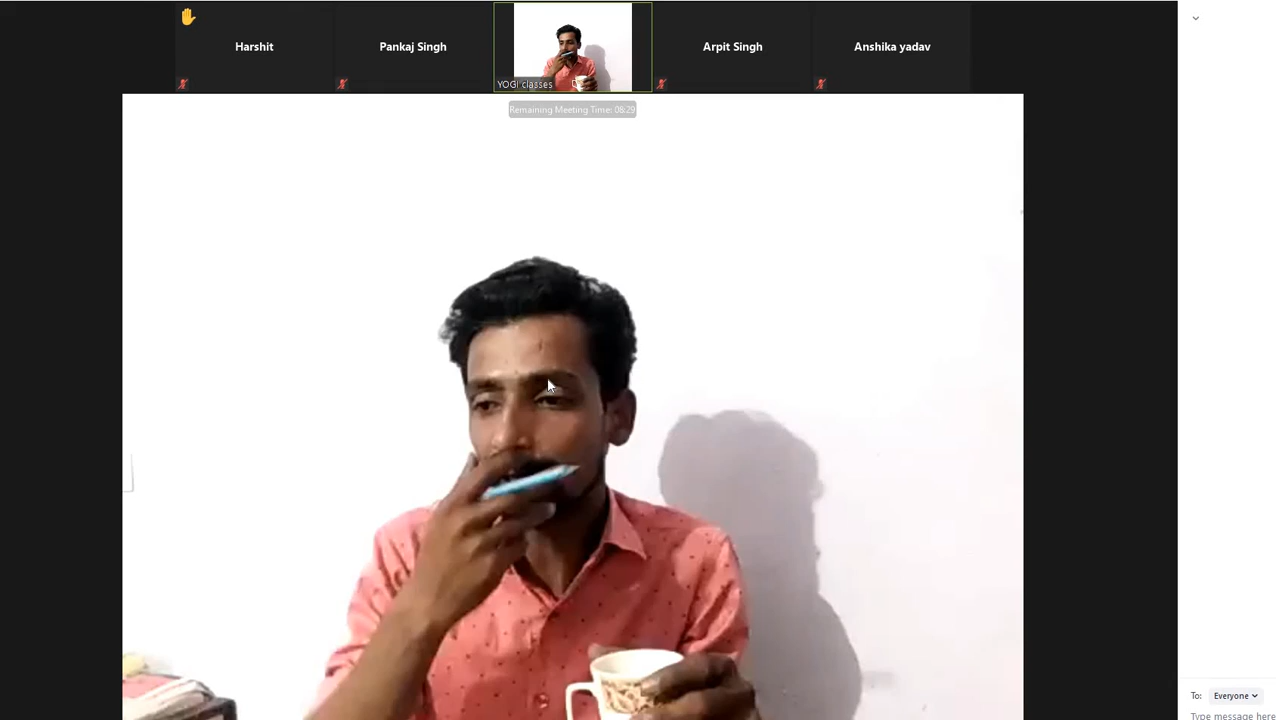 Harshit
Pankaj Singh
YOGI classes
Arpit Singh
Anshika yadav
Remaining Meeting Time: 08:29
To: Everyone
Type message here